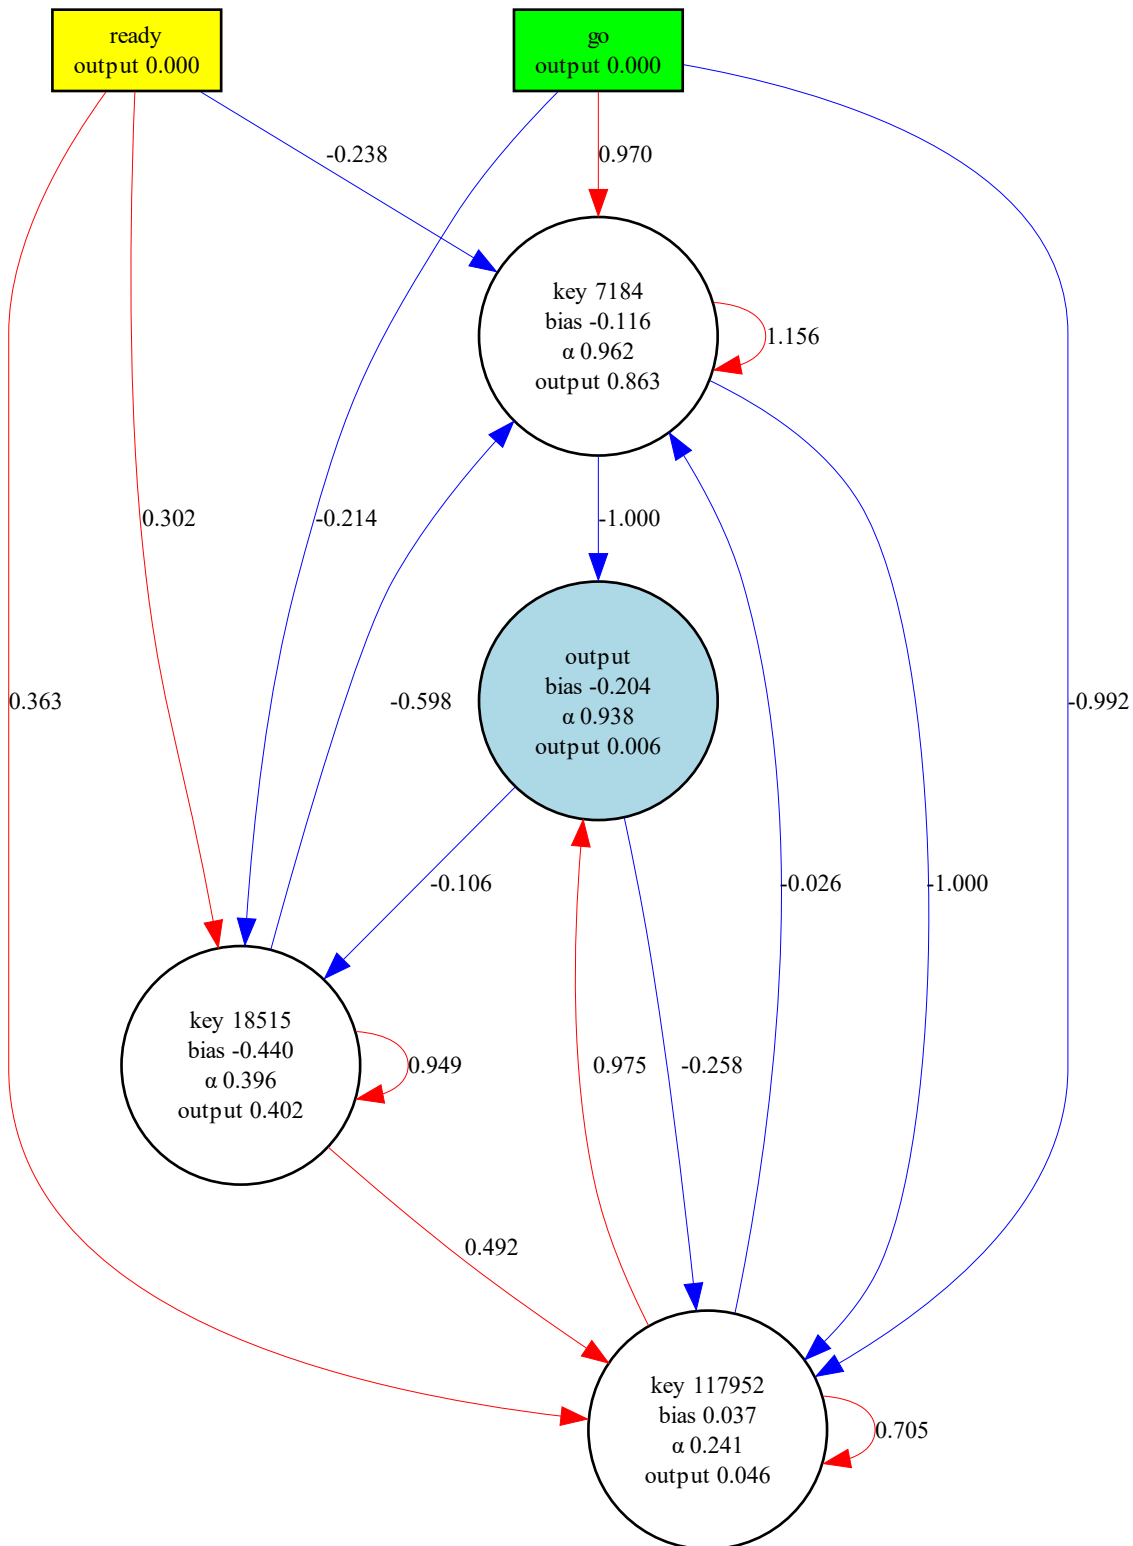 ready
output 0.000
go
output 0.000
-0.238
0.970
key 7184
bias -0.116
α 0.962
output 0.863
1.156
0.302
-0.214
-1.000
output
bias -0.204
α 0.938
output 0.006
0.363
-0.598
-0.992
-0.106
-0.026
-1.000
key 18515
bias -0.440
α 0.396
output 0.402
0.949
0.975
-0.258
0.492
key 117952
bias 0.037
α 0.241
output 0.046
0.705